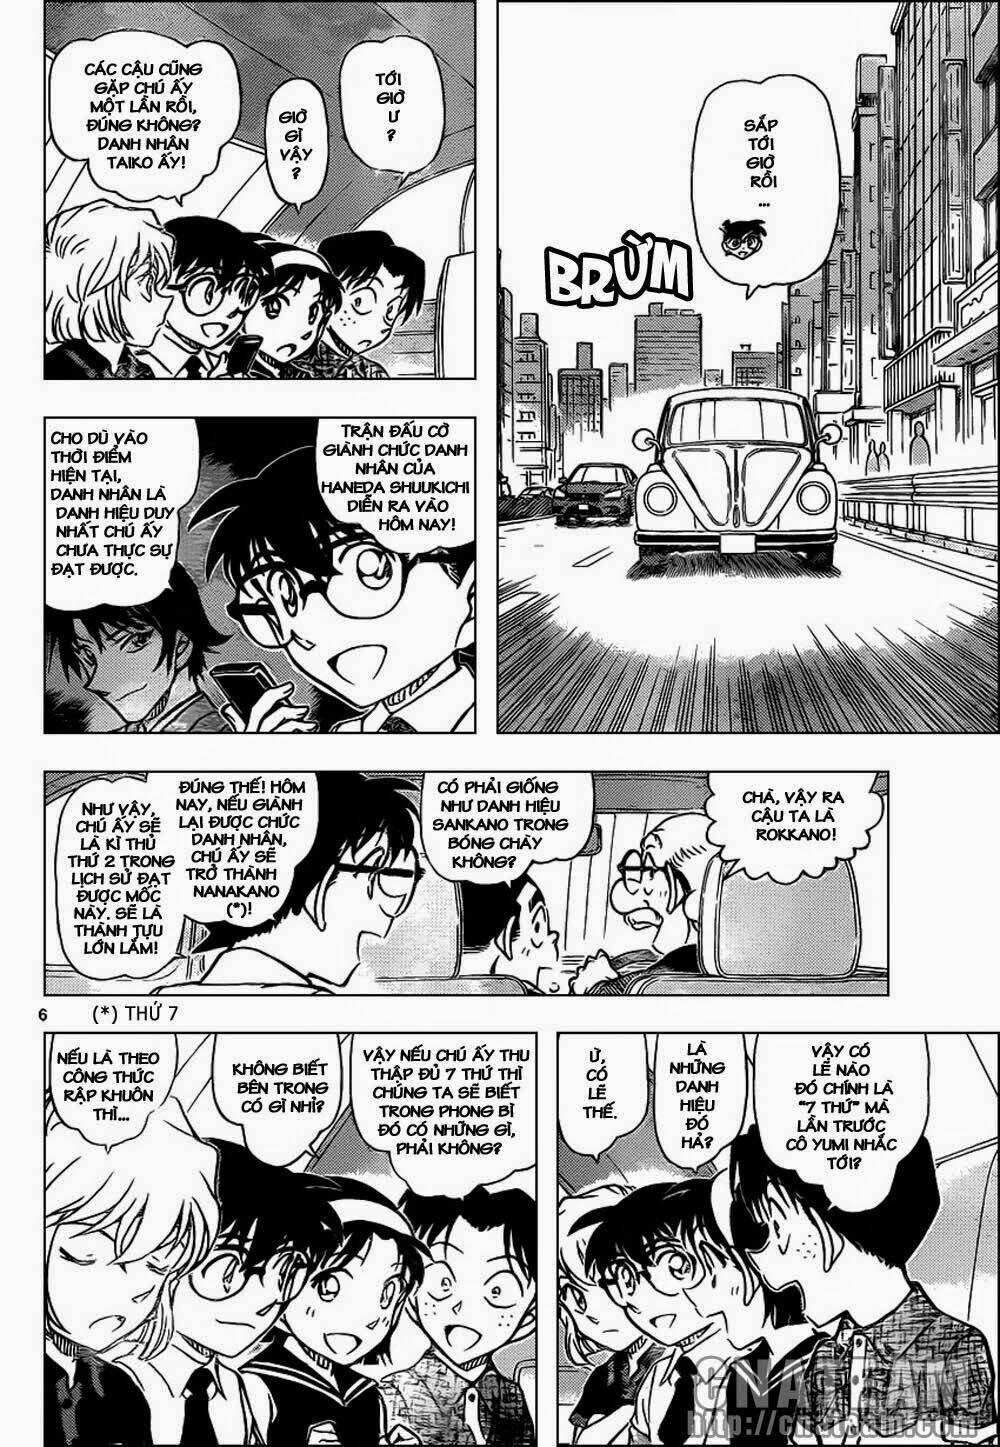 SẮP
TỚI
GIỜ
RỒI
...
BRỪM
TỚI
GIỜ
Ư
?
GIỜ
GÌ
VẬY
?
CÁC CẬU CŨNG
GẶP CHÚ ẤY
MỘT LẦN RỒI,
ĐÚNG KHÔNG?
DANH NHÂN
TAIKO ẤY!
TRẬN ĐẤU CỜ
GIÀNH CHỨC DANH
NHÂN CỦA
HANEDA SHUUKICHI
DIỄN RA VÀO
HÔM NAY!
CHO DÙ VÀO
THỜI ĐIỂM
HIỆN TẠI,
DANH NHÂN LÀ
DANH HIỆU DUY
NHẤT CHÚ ẤY
CHƯA THỰC SỰ
ĐẠT ĐƯỢC.
CHÀ, VẬY RA
CẬU TA LÀ
ROKKANO!
CÓ PHẢI GIỐNG
NHƯ DANH HIỆU
SANKANO TRONG
BÓNG CHÀY
KHÔNG?
ĐÚNG THẾ! HÔM
NAY, NẾU GIÀNH
LẠI ĐƯỢC CHỨC
DANH NHÂN,
CHÚ ẤY SẼ
TRỞ THÀNH
NANAKANO
(*)!
NHƯ VẬY,
CHÚ ẤY SẼ
LÀ KÌ THỦ
THỨ 2 TRONG
LỊCH SỬ ĐẠT
ĐƯỢC MỐC
NÀY. SẼ LÀ
THÀNH TỰU
LỚN LẮM!
6
(*) THỨ 7
VẬY CÓ
LẼ NÀO
ĐÓ CHÍNH LÀ
"7 THỨ" MÀ
LẦN TRƯỚC
CÔ YUMI NHẮC
TỚI?
LÀ
NHỮNG
DANH
HIỆU
ĐÓ
HẢ?
Ừ,
CÓ
LẼ
THẾ.
VẬY NẾU CHÚ ẤY THU
THẬP ĐỦ 7 THỨ THÌ
CHÚNG TA SẼ BIẾT
TRONG PHONG BÌ
ĐÓ CÓ NHỮNG GÌ,
PHẢI KHÔNG?
KHÔNG BIẾT
BÊN TRONG
CÓ GÌ NHỈ?
NẾU LÀ THEO
CÔNG THỨC
RẬP KHUÔN
THÌ...
CNATEAM
http://cnateam.com/